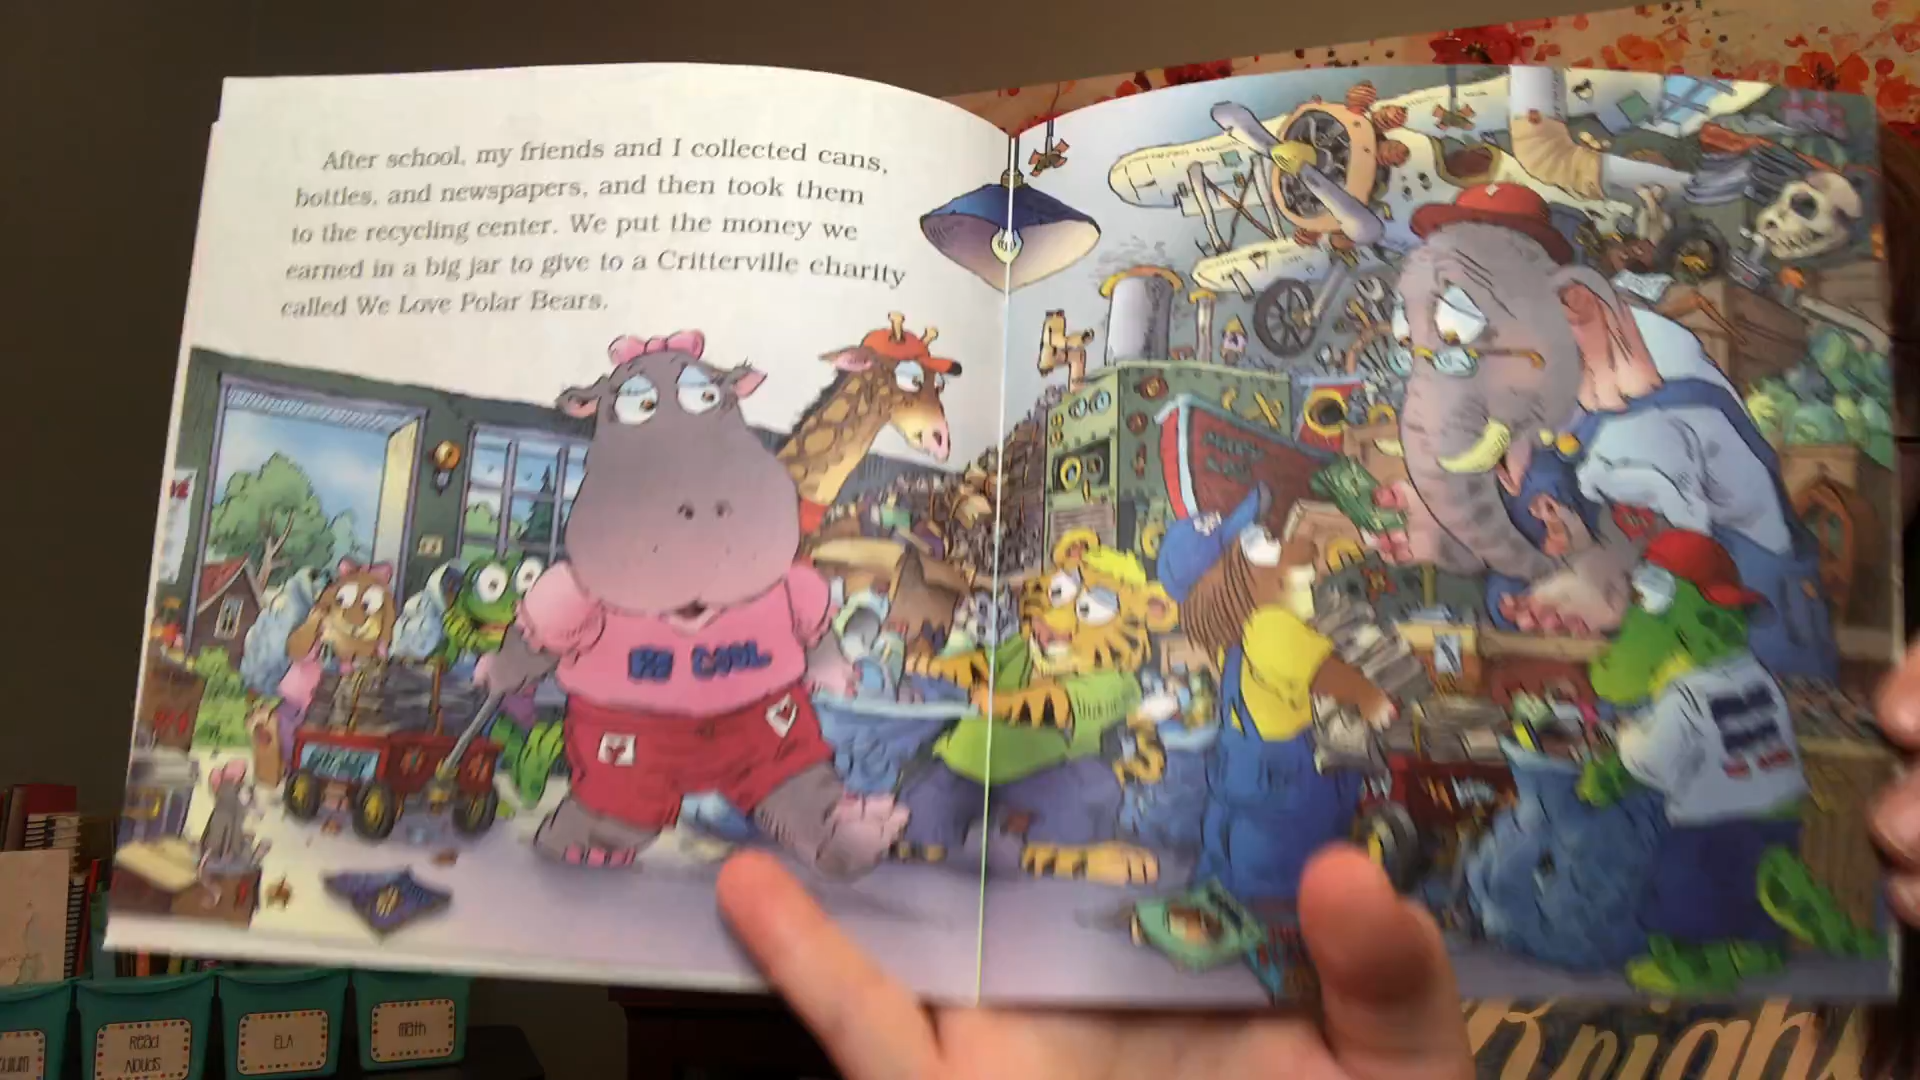 After school, my friends and I collected cans,
bottles, and newspapers, and then took them
to the recycling center. We put the money we
earned in a big jar to give to a Critterville charity
called We Love Polar Bears.
COOL
Read
Alouds
ELA
math